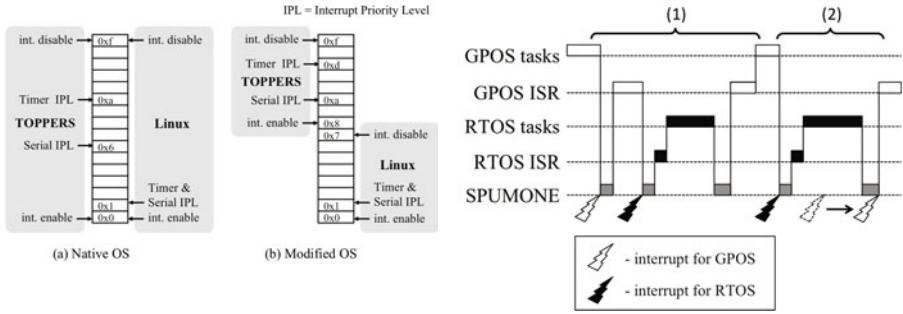 IPL = Interrupt Priority Level
int. disable
0xf
int. disable
Timer IPL
0xa
TOPPERS
Linux
Serial IPL
0x6
Timer &
Serial IPL
0x1
int. enable
0x0
int. enable
(a) Native OS
int. disable
0xf
Timer IPL
0xd
TOPPERS
Serial IPL
0xa
int. enable
0x8
0x7
int. disable
Linux
Timer &
Serial IPL
0x1
0x0
int. enable
(b) Modified OS
(1)
(2)
GPOS tasks
GPOS ISR
RTOS tasks
RTOS ISR
SPUMONE
- interrupt for GPOS
- interrupt for RTOS